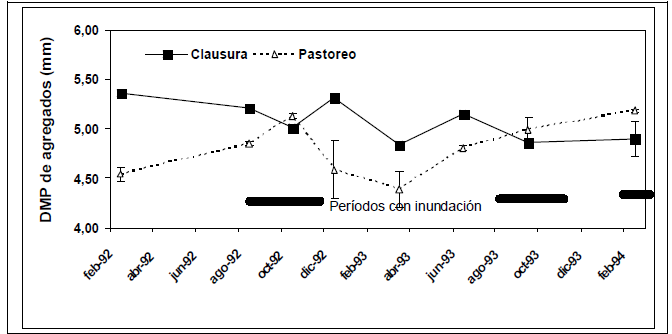 6,00
5,50
5,00
4,50
4,00
DMP de agregados (mm)
Clausura
Pastoreo
Períodos con inundación
feb-92
abr-92
jun-92
ago-92
oct-92
dic-92
feb-93
abr-93
jun-93
ago-93
oct-93
dic-93
feb-94